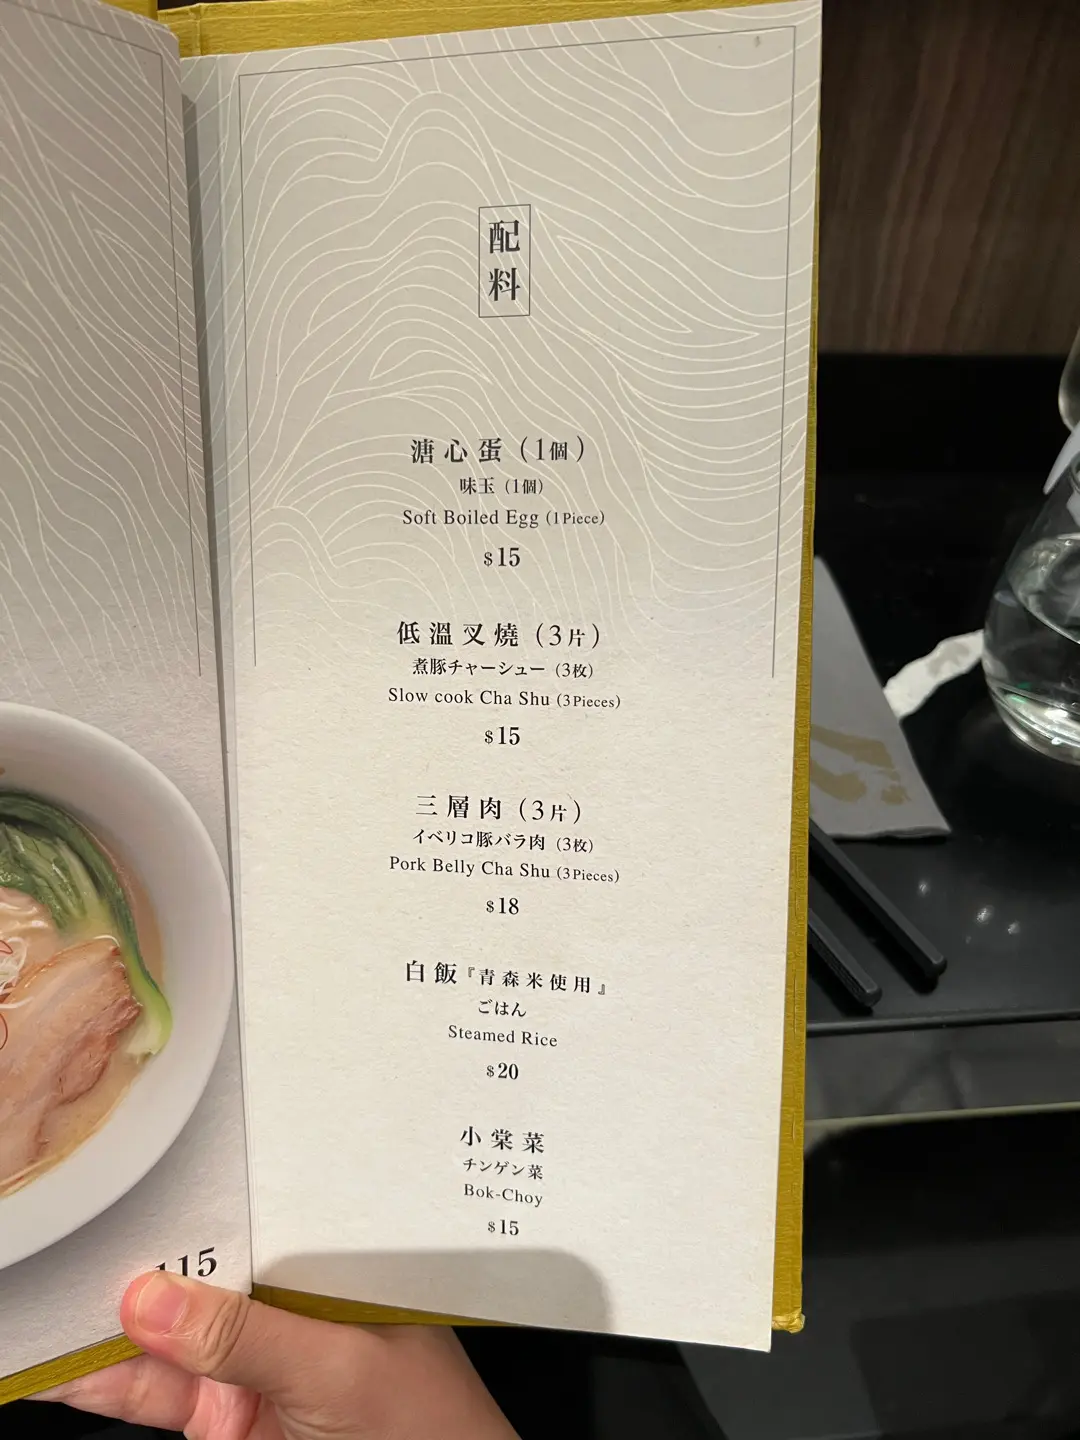 配料
溏心蛋（1個）
味玉（1個）
Soft Boiled Egg (1Piece)
$15
低溫叉燒（3片）
煮豚チャーシュー（3枚）
Slow cook Cha Shu (3Pieces)
$15
三層肉（3片）
イベリコ豚バラ肉（3枚）
Pork Belly Cha Shu (3Pieces)
$18
白飯『青森米使用』
ごはん
Steamed Rice
$20
小棠菜
チンゲン菜
Bok-Choy
$15
115